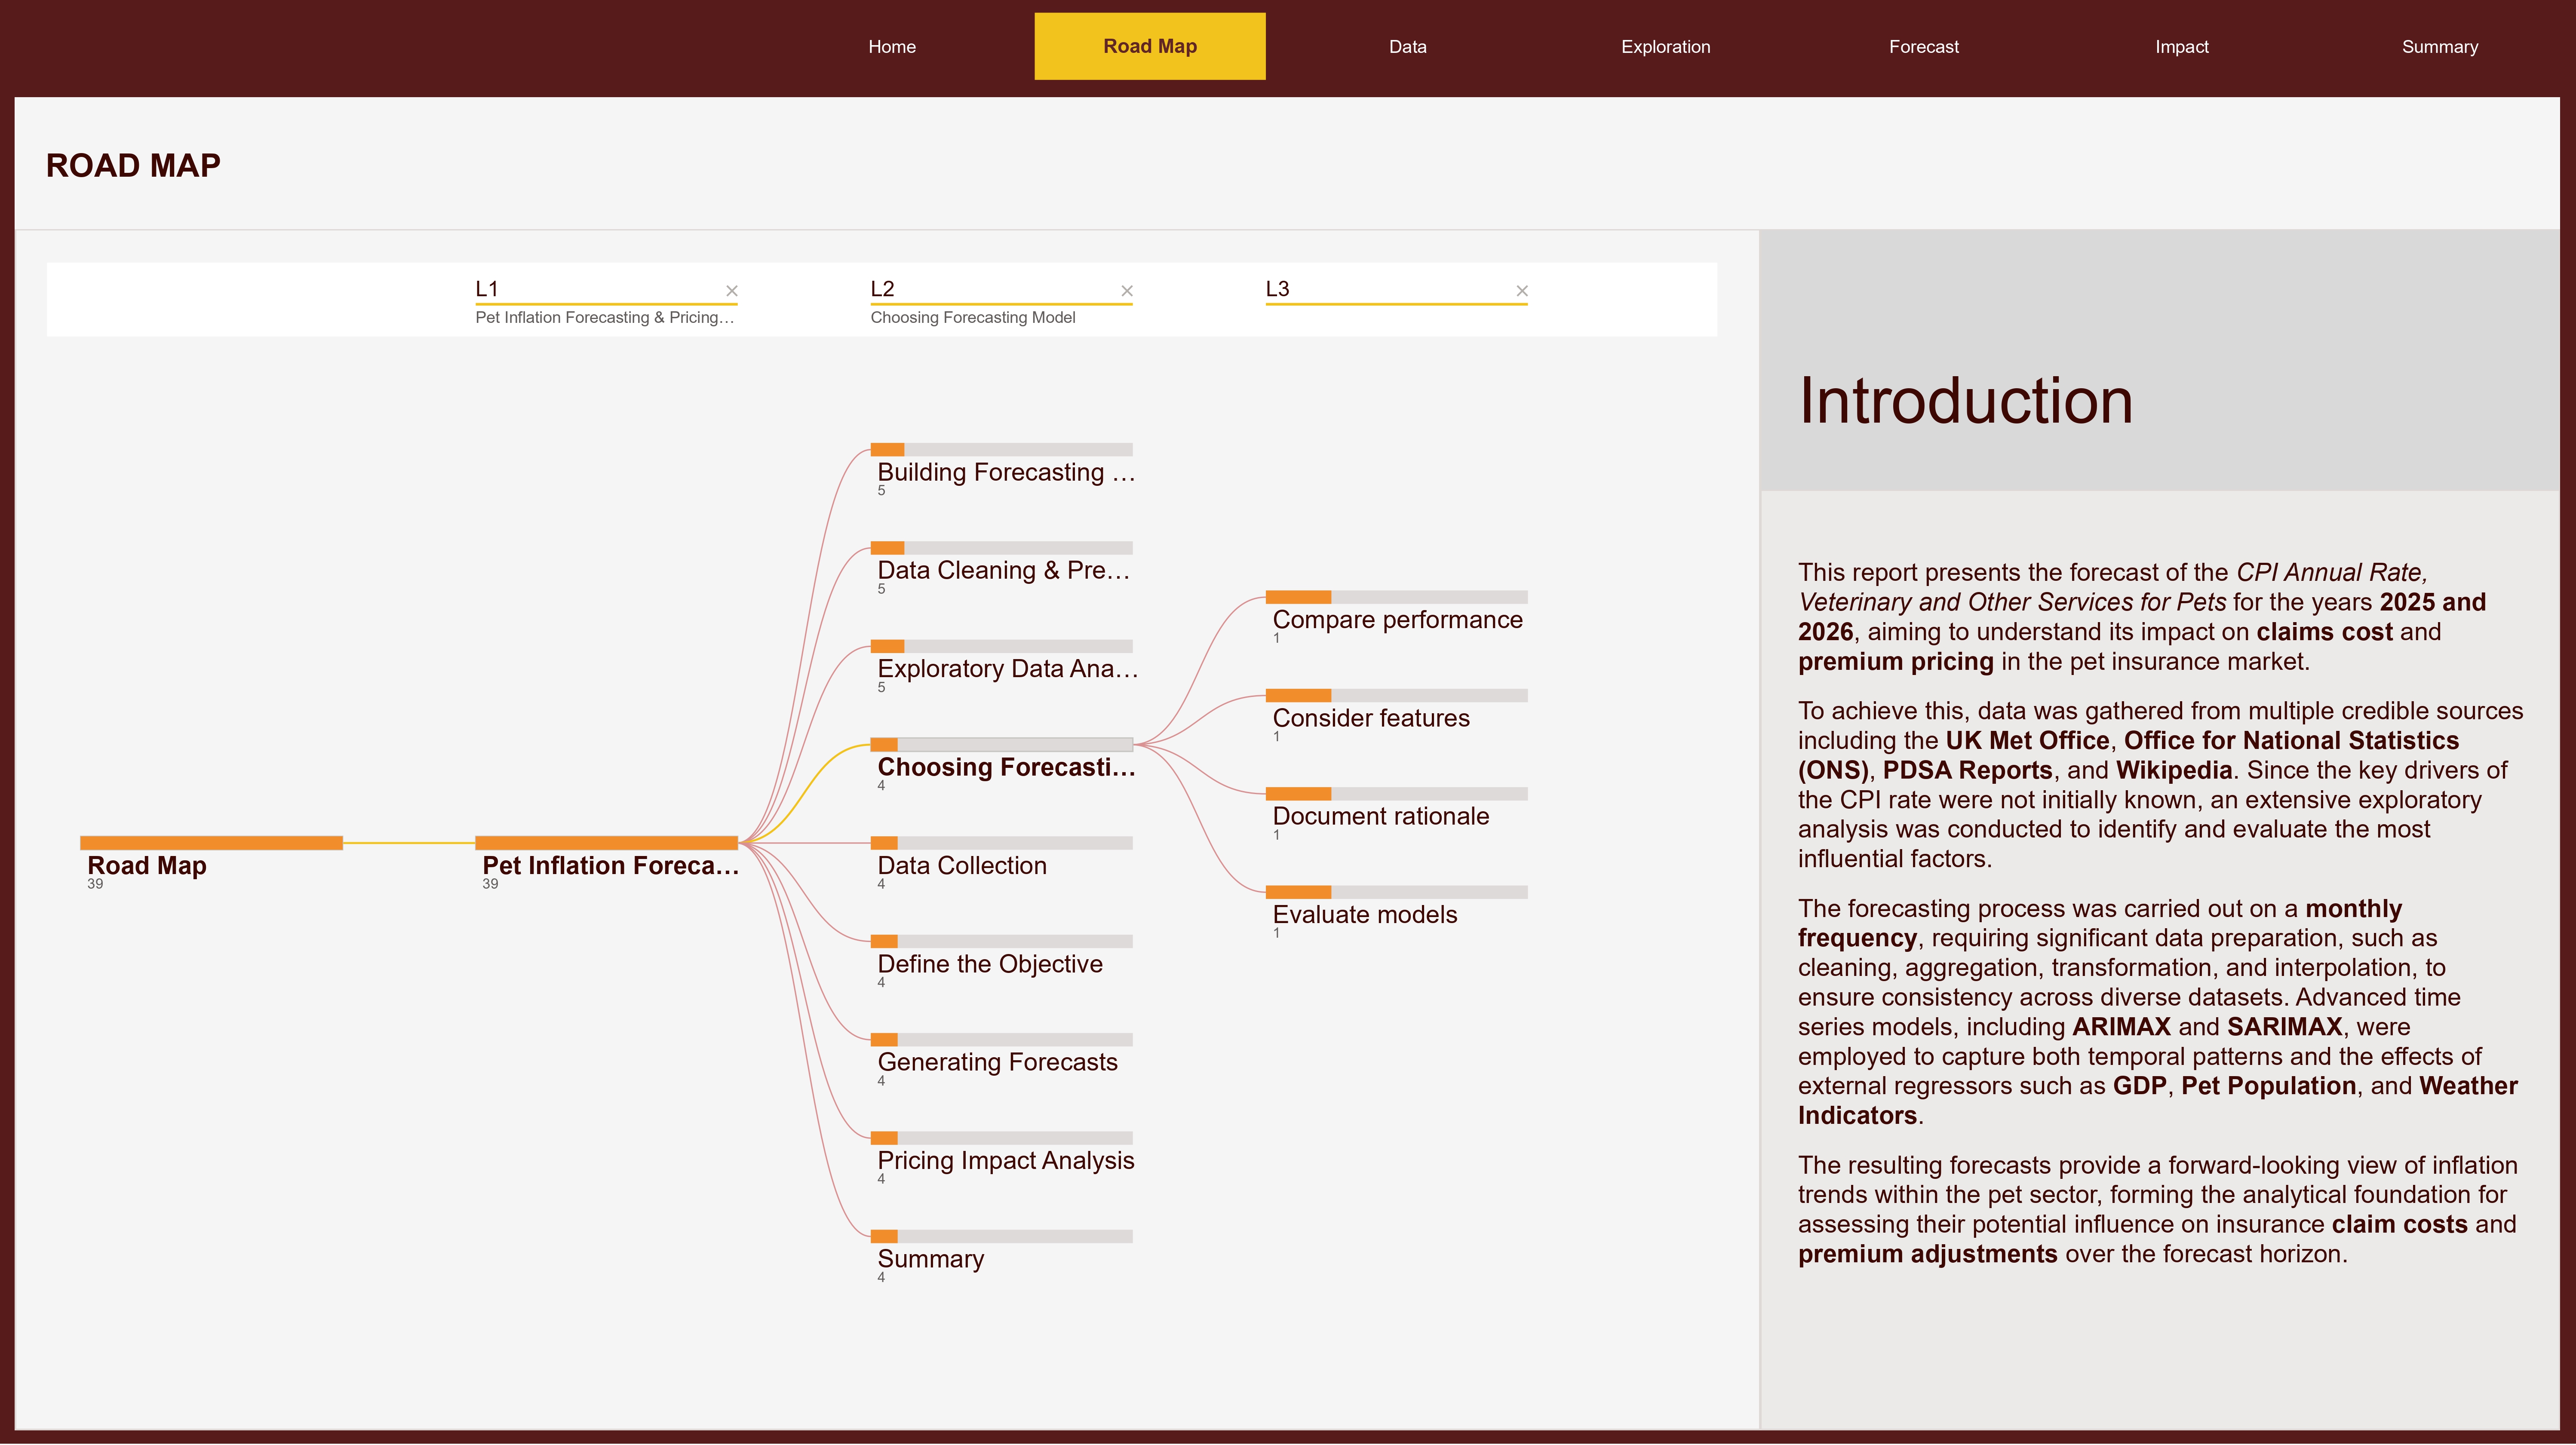 Home
Road Map
Data
Exploration
Forecast
Impact
Summary
ROAD MAP
L1
Pet Inflation Forecasting & Pricing…
L2
Choosing Forecasting Model
L3
Road Map
39
Pet Inflation Foreca…
39
Building Forecasting …
5
Data Cleaning & Pre…
5
Exploratory Data Ana…
5
Choosing Forecasti…
4
Data Collection
4
Define the Objective
4
Generating Forecasts
4
Pricing Impact Analysis
4
Summary
4
Compare performance
1
Consider features
1
Document rationale
1
Evaluate models
1
Introduction
This report presents the forecast of the CPI Annual Rate,
Veterinary and Other Services for Pets for the years 2025 and
2026, aiming to understand its impact on claims cost and
premium pricing in the pet insurance market.
To achieve this, data was gathered from multiple credible sources
including the UK Met Office, Office for National Statistics
(ONS), PDSA Reports, and Wikipedia. Since the key drivers of
the CPI rate were not initially known, an extensive exploratory
analysis was conducted to identify and evaluate the most
influential factors.
The forecasting process was carried out on a monthly
frequency, requiring significant data preparation, such as
cleaning, aggregation, transformation, and interpolation, to
ensure consistency across diverse datasets. Advanced time
series models, including ARIMAX and SARIMAX, were
employed to capture both temporal patterns and the effects of
external regressors such as GDP, Pet Population, and Weather
Indicators.
The resulting forecasts provide a forward-looking view of inflation
trends within the pet sector, forming the analytical foundation for
assessing their potential influence on insurance claim costs and
premium adjustments over the forecast horizon.